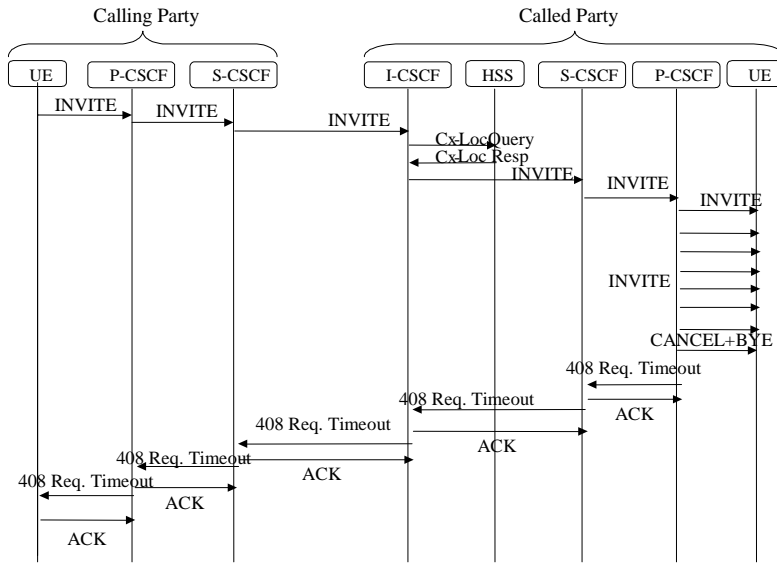 Calling Party
Called Party
UE
P-CSCF
S-CSCF
I-CSCF
HSS
S-CSCF
P-CSCF
UE
INVITE
INVITE
INVITE
Cx-LocQuery
Cx-Loc Resp
INVITE
INVITE
INVITE
INVITE
CANCEL+BYE
408 Req. Timeout
ACK
408 Req. Timeout
ACK
408 Req. Timeout
ACK
408 Req. Timeout
ACK
408 Req. Timeout
ACK